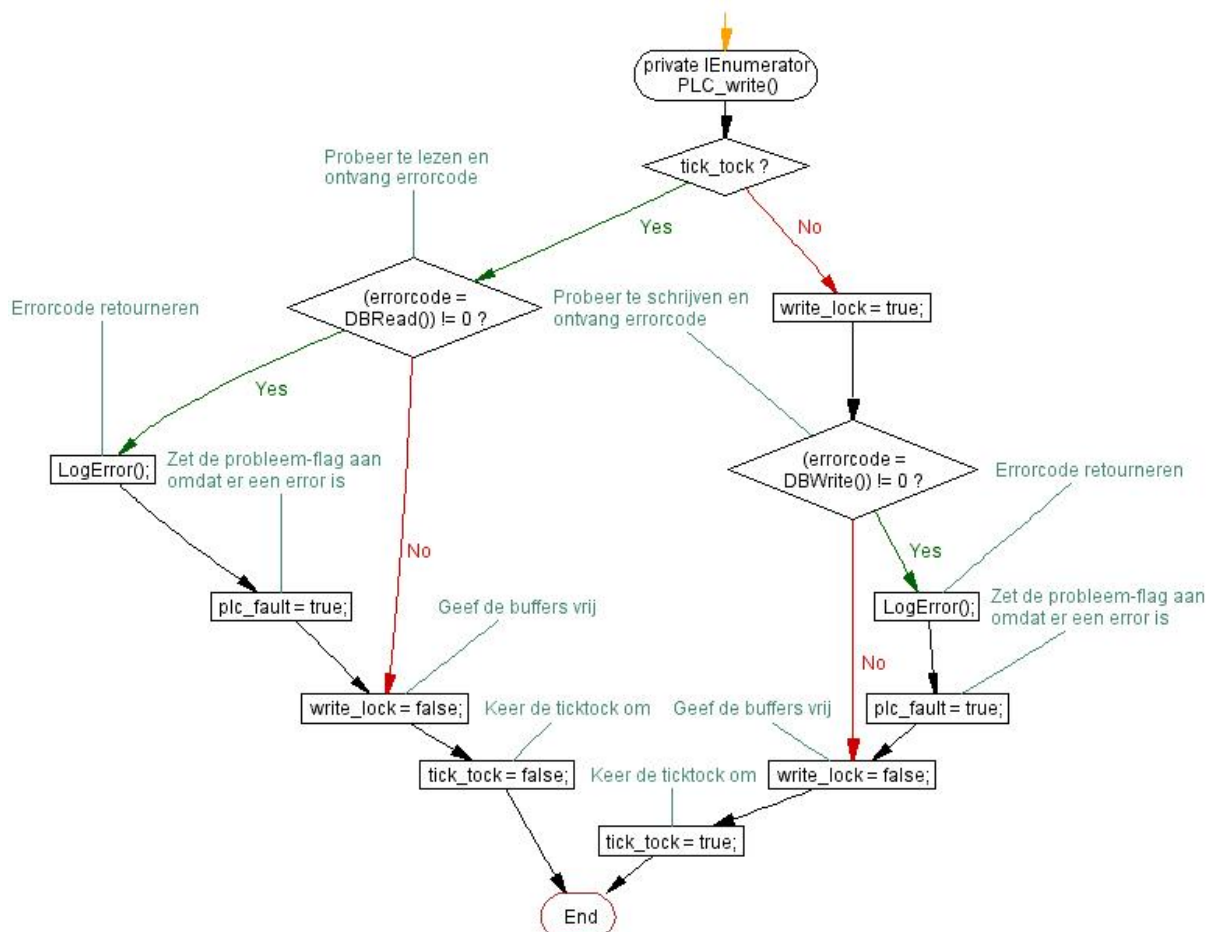 private IEnumerator
PLC_write()
tick_tock ?
Probeer te lezen en
ontvang errorcode
Yes
No
(errorcode =
DBRead()) != 0 ?
Errorcode retourneren
Probeer te schrijven en
ontvang errorcode
write_lock = true;
Yes
LogError();
Zet de probleem-flag aan
omdat er een error is
(errorcode =
DBWrite()) != 0 ?
Errorcode retourneren
No
Yes
plc_fault = true;
Geef de buffers vrij
LogError();
Zet de probleem-flag aan
omdat er een error is
No
write_lock = false;
Keer de ticktock om
Geef de buffers vrij
plc_fault = true;
tick_tock = false;
Keer de ticktock om
write_lock = false;
tick_tock = true;
End